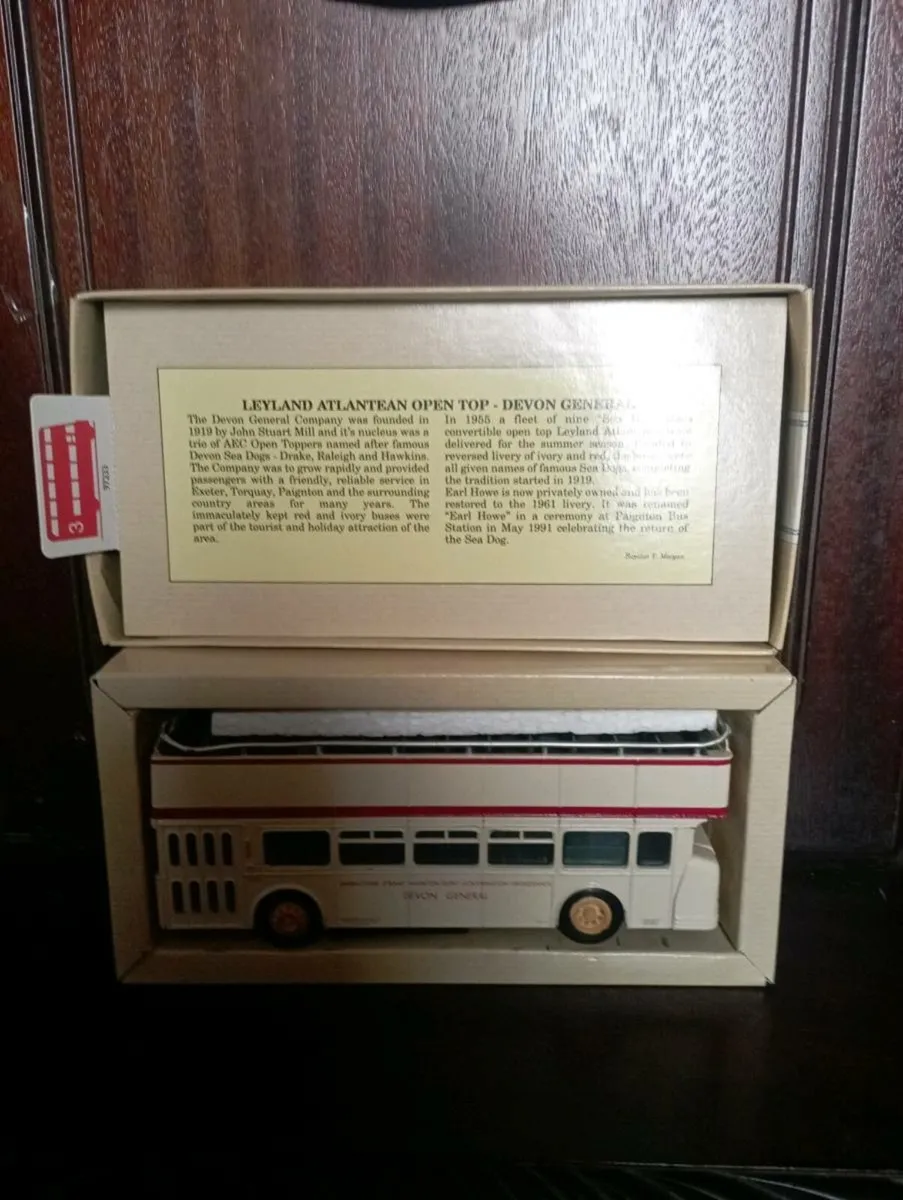 LEYLAND ATLANTEAN OPEN TOP - DEVON GENERAL
The Devon General Company was founded in
1919 by John Stuart Mill and it's nucleus was a
trio of AEC Open Toppers named after famous
Devon Sea Dogs - Drake, Raleigh and Hawkins.
The Company was to grow rapidly and provided
passengers with a friendly, reliable service in
Exeter, Torquay, Paignton and the surrounding
country areas for many years. The
immaculately kept red and ivory buses were
part of the tourist and holiday attraction of the
area.
In 1955 a fleet of nine "Sea
convertible open top Leyland
delivered for the summer season.
reversed livery of ivory and red,
all given names of famous Sea Dogs,
the tradition started in 1919.
Earl Howe is now privately owned and has been
restored to the 1961 livery. It was renamed
"Earl Howe" in a ceremony at Paignton Bus
Station in May 1991 celebrating the return of
the Sea Dog.
Morgan
3
97233
DEVON GENERAL